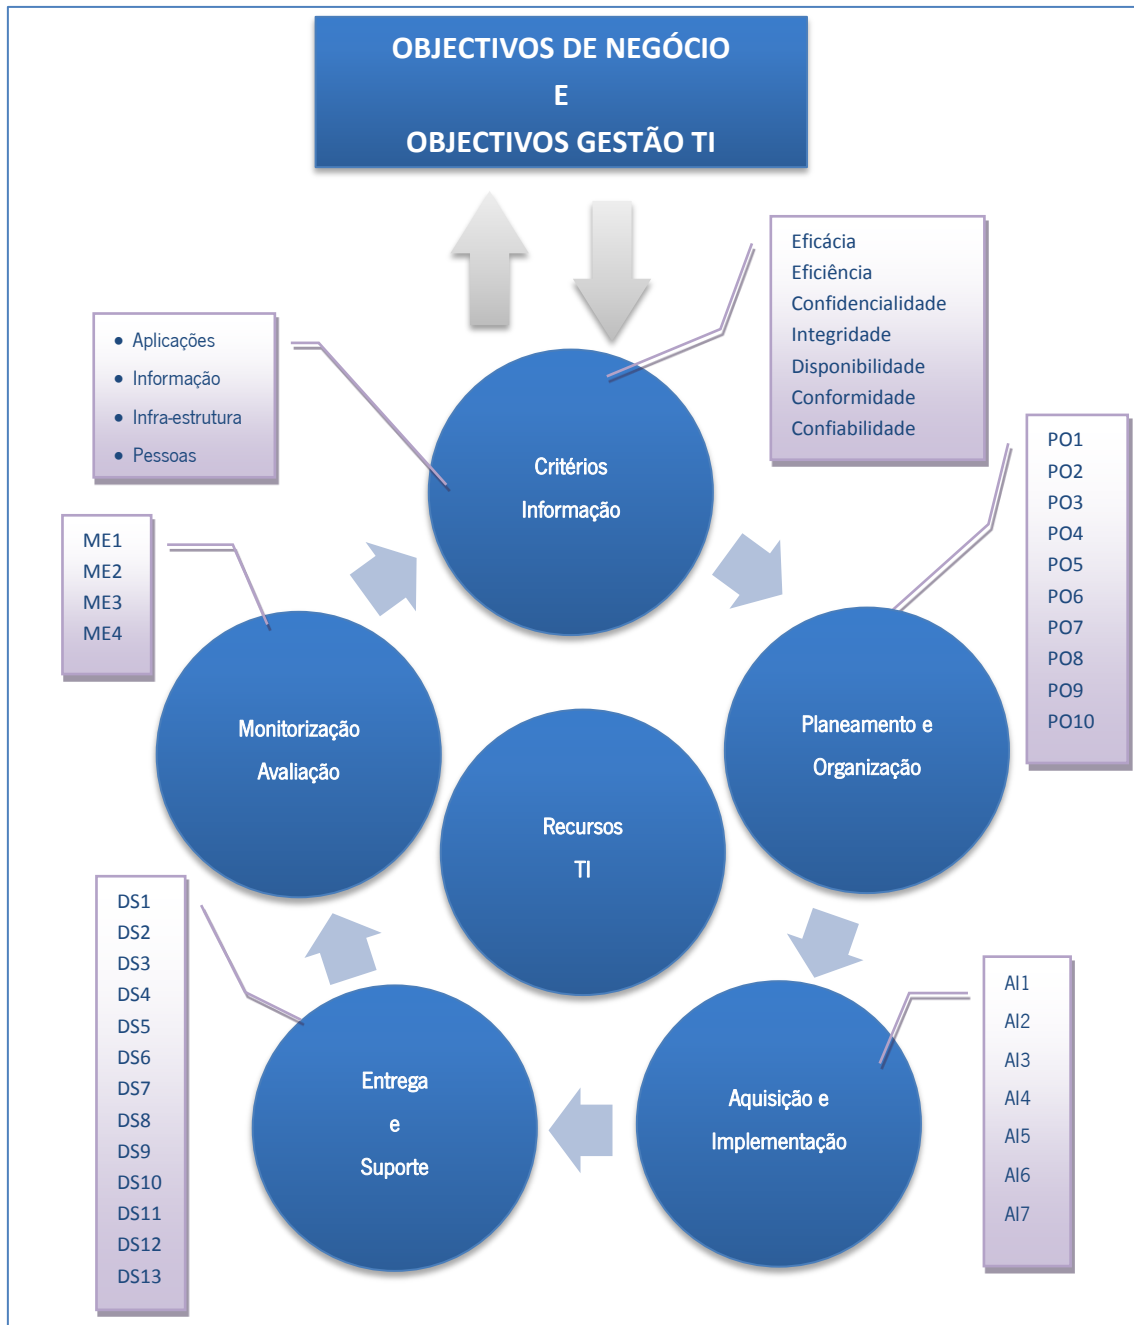 OBJECTIVOS DE NEGÓCIO
E
OBJECTIVOS GESTÃO TI
Eficácia
Eficiência
Confidencialidade
Integridade
Disponibilidade
Conformidade
Confiabilidade
• Aplicações
• Informação
• Infra-estrutura
• Pessoas
Critérios
Informação
PO1
PO2
PO3
PO4
PO5
PO6
PO7
PO8
PO9
PO10
ME1
ME2
ME3
ME4
Monitorização
Avaliação
Planeamento e
Organização
Recursos
TI
DS1
DS2
DS3
DS4
DS5
DS6
DS7
DS8
DS9
DS10
DS11
DS12
DS13
Entrega
e
Suporte
Aquisição e
Implementação
AI1
AI2
AI3
AI4
AI5
AI6
AI7